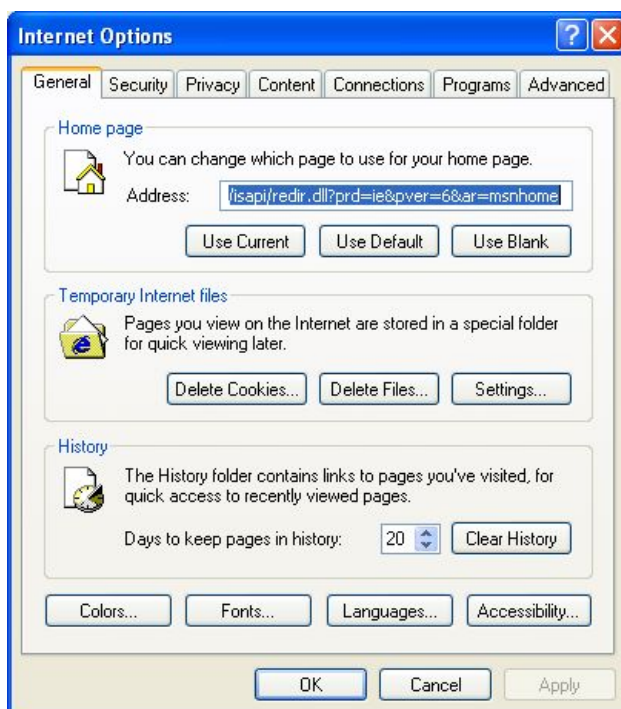 Internet Options
General Security Privacy Content Connections Programs Advanced
Home page
You can change which page to use for your home page.
Address: /isapi/redir.dll?prd=ie&pver=6&ar=msnhome
Use Current Use Default Use Blank
Temporary Internet files
Pages you view on the Internet are stored in a special folder
for quick viewing later.
Delete Cookies... Delete Files... Settings...
History
The History folder contains links to pages you've visited, for
quick access to recently viewed pages.
Days to keep pages in history: 20 Clear History
Colors... Fonts... Languages... Accessibility...
OK Cancel Apply